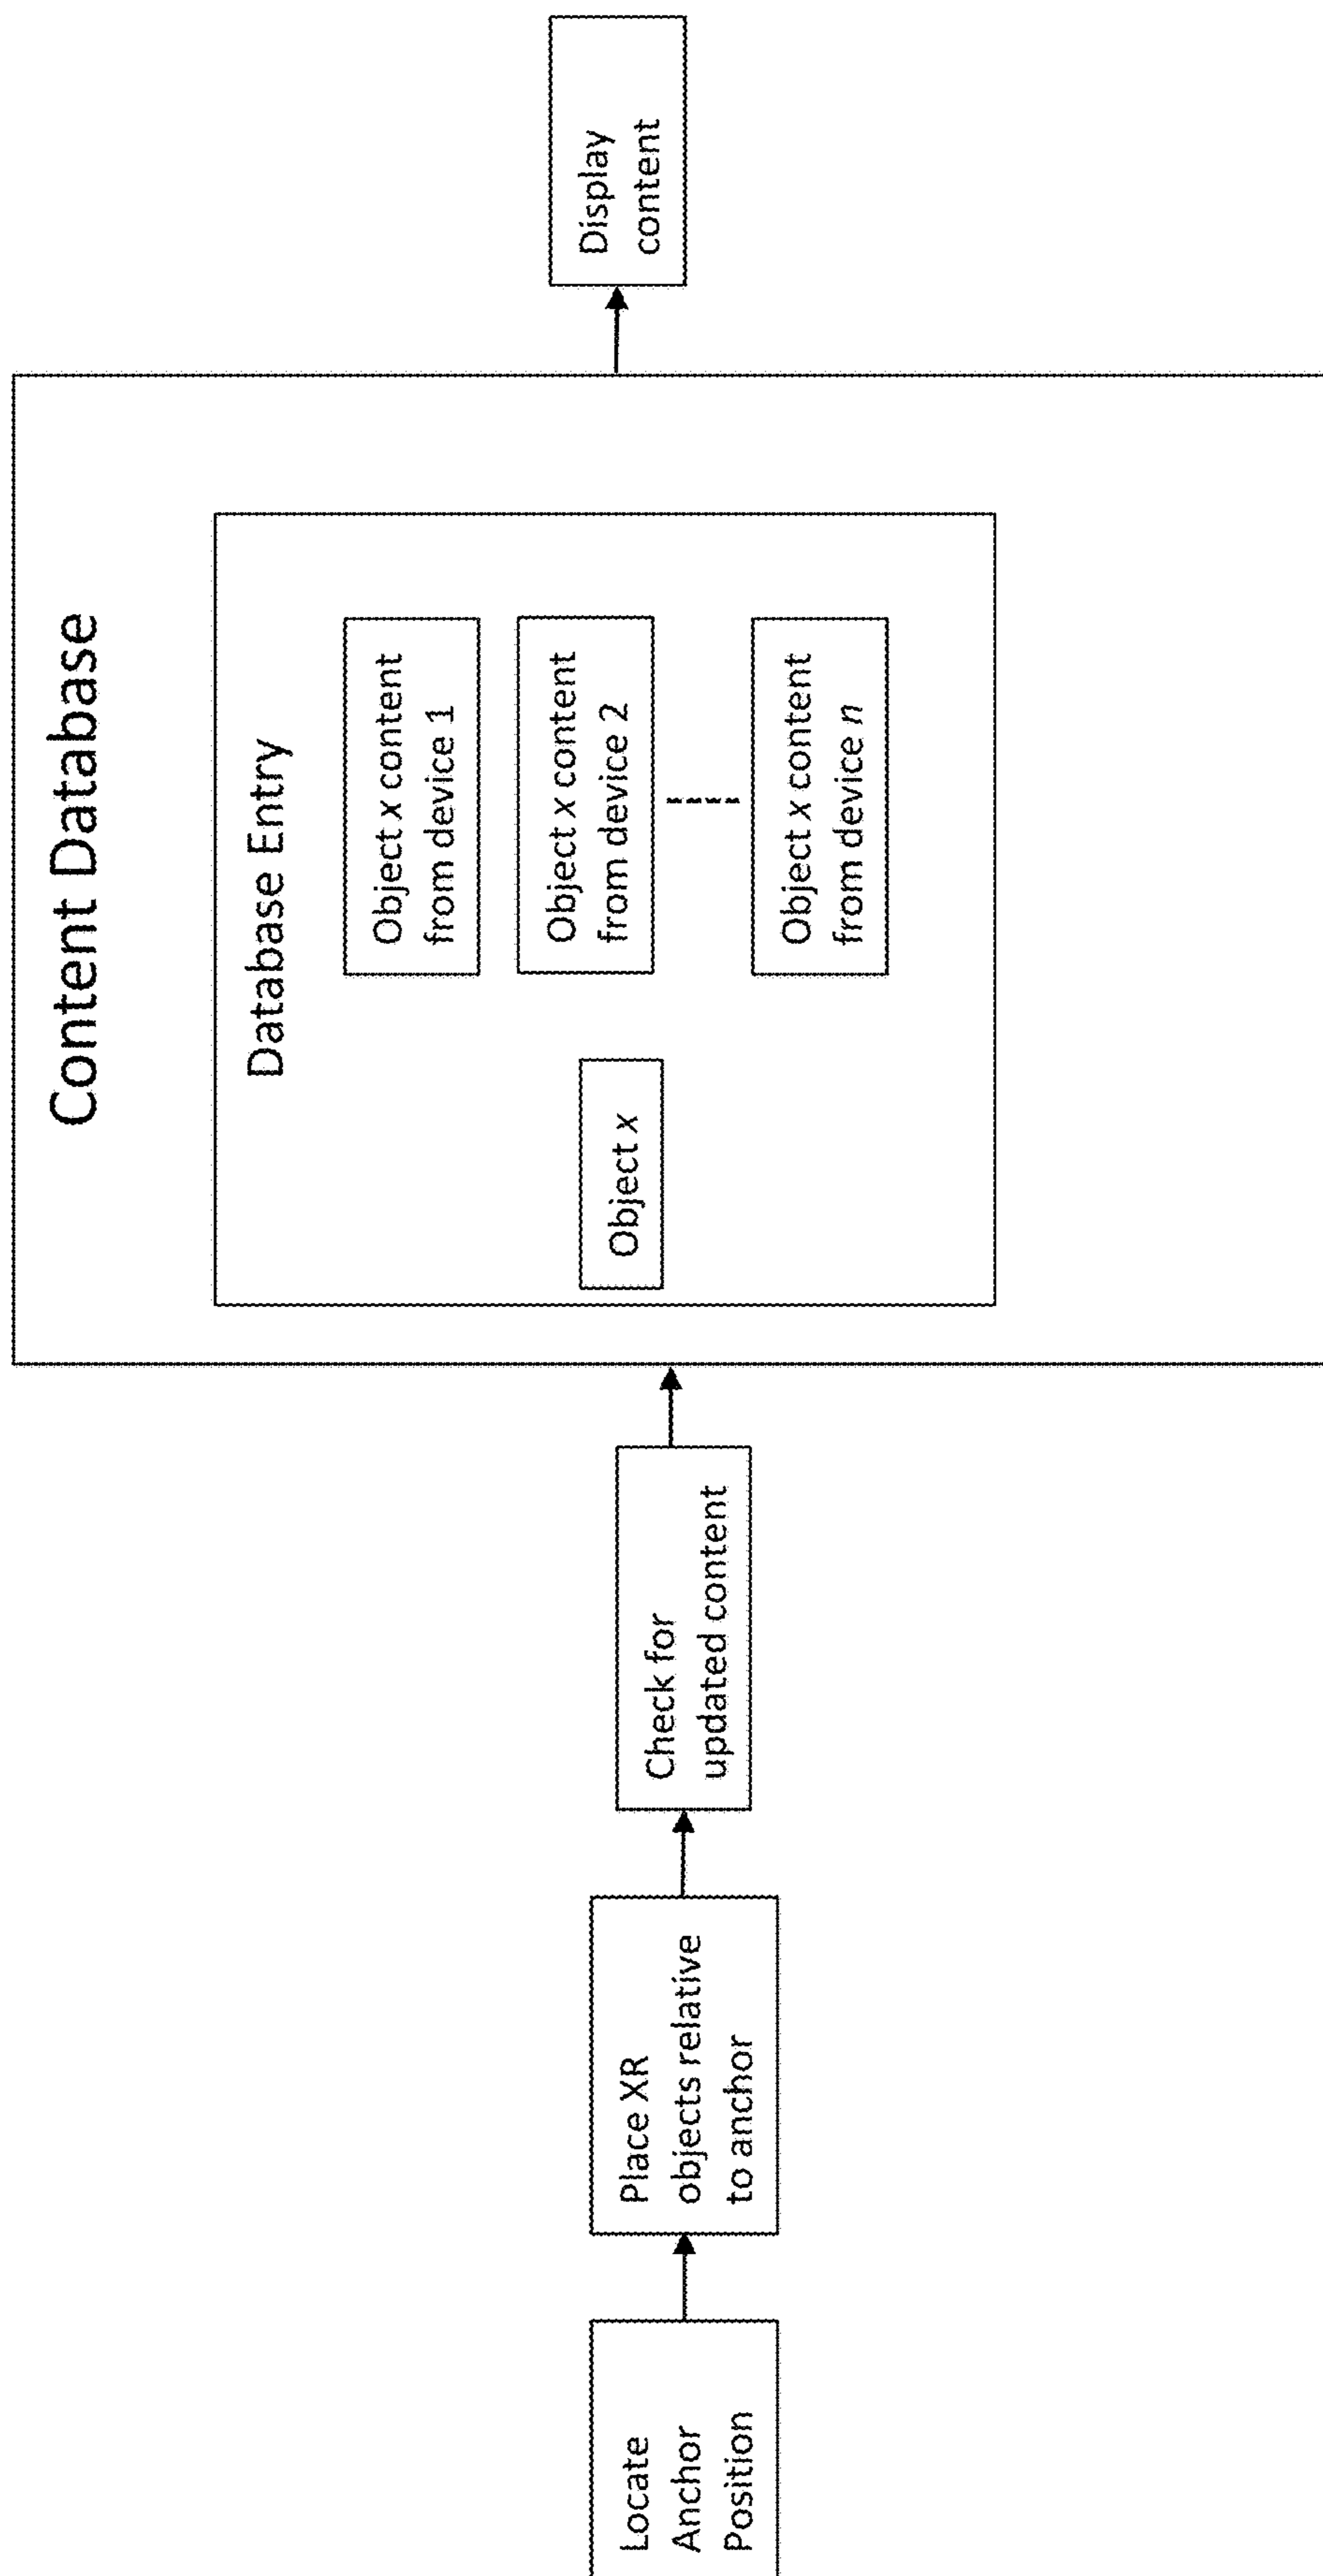 Locate
Anchor
Position
Place XR
objects relative
to anchor
Check for
updated content
Content Database
Database Entry
Object x
Object x content
from device 1
Object x content
from device 2
Object x content
from device n
Display
content